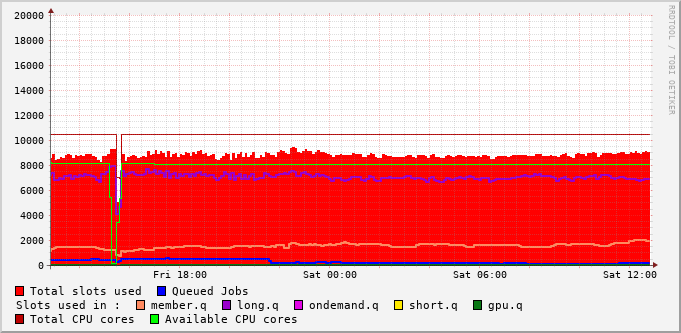 20000
18000
16000
14000
12000
10000
8000
6000
4000
2000
0
Fri 18:00 Sat 00:00 Sat 06:00 Sat 12:00
Total slots used Queued Jobs
Slots used in : member.q long.q ondemand.q short.q gpu.q
Total CPU cores Available CPU cores
RRDTOOL / TOBI OETIKER